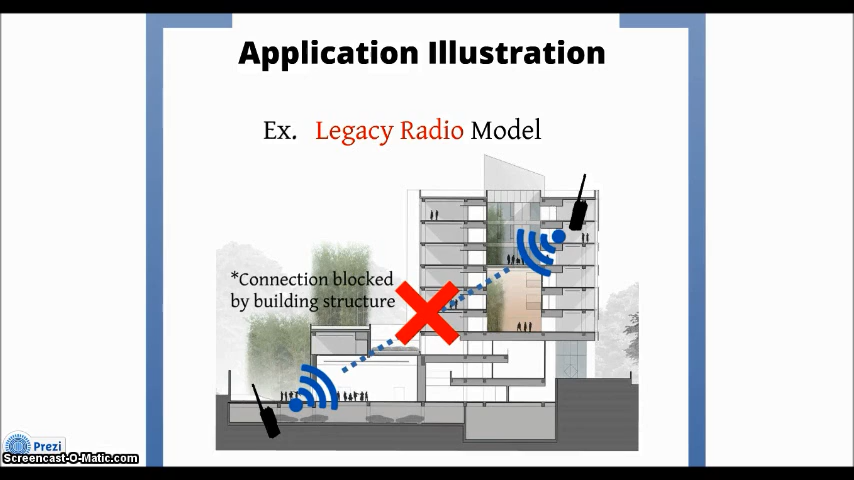 Application Illustration
Ex. Legacy Radio Model
*Connection blocked
by building structure
Prezi
Screencast-O-Matic.com